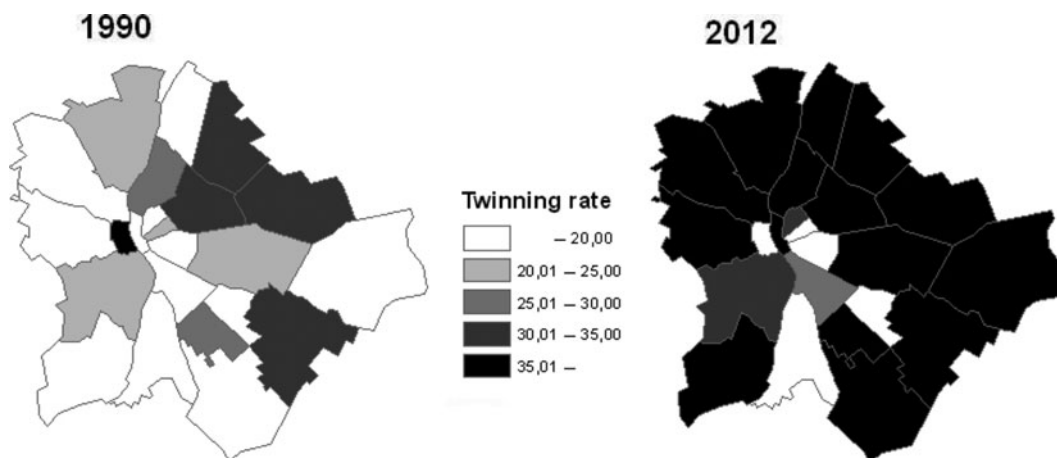 1990
2012
Twinning rate
– 20,00
20,01 – 25,00
25,01 – 30,00
30,01 – 35,00
35,01 –